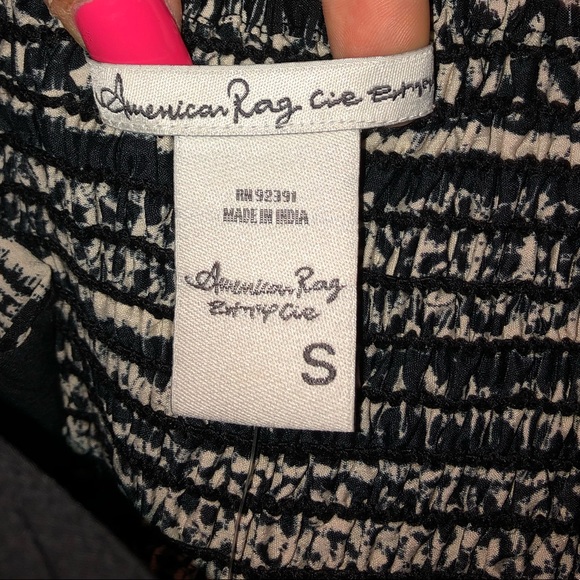 American Rag Cie
RN 92391
MADE IN INDIA
American Rag
Cie
S